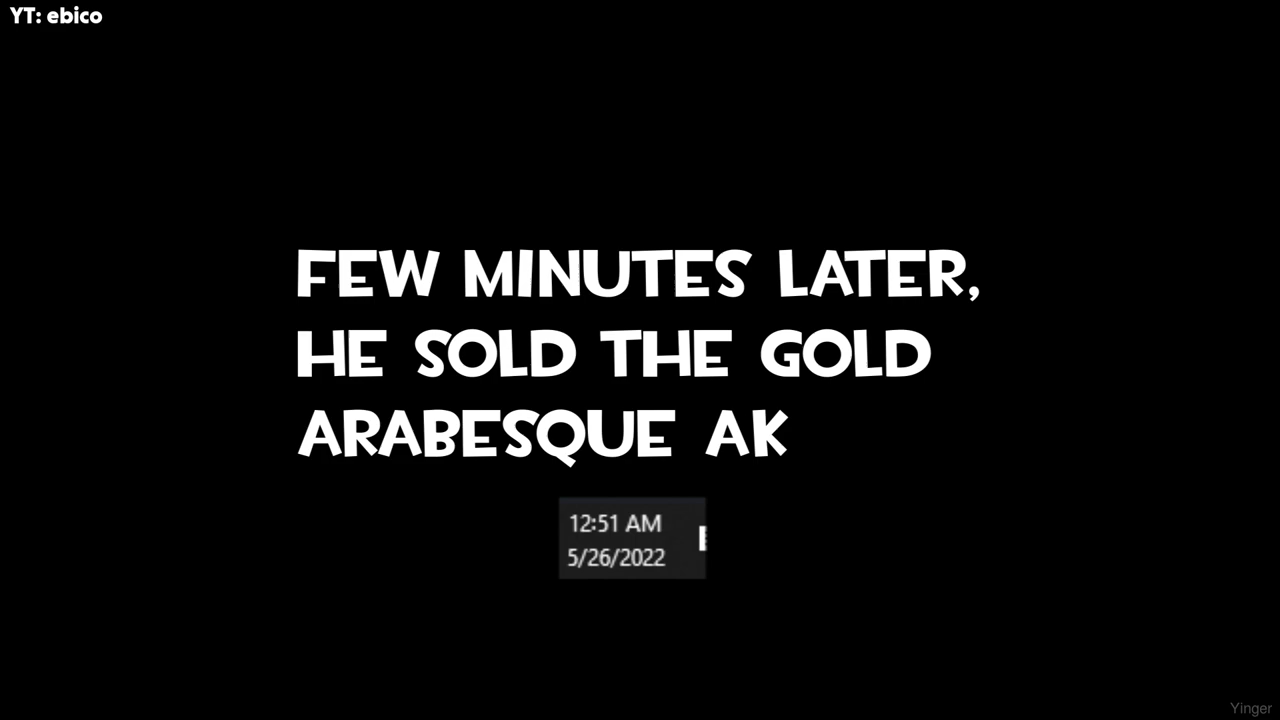 YT: ebico
FEW MINUTES LATER,
HE SOLD THE GOLD
ARABESQUE AK
12:51 AM
5/26/2022
Yinger